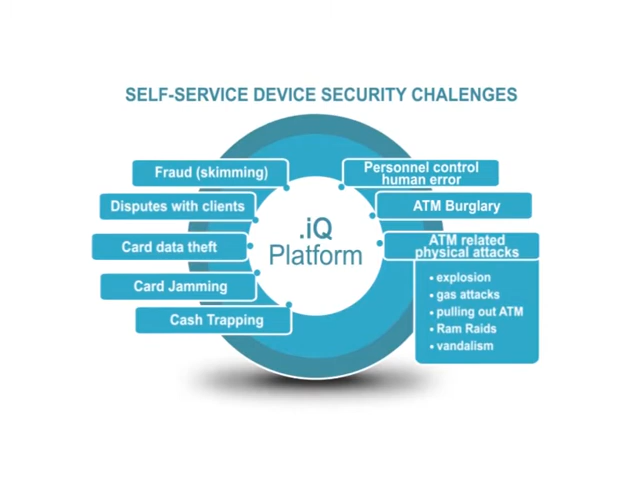 SELF-SERVICE DEVICE SECURITY CHALENGES
Fraud (skimming)
Disputes with clients
Card data theft
Card Jamming
Cash Trapping
.iQ
Platform
Personnel control
human error
ATM Burglary
ATM related
physical attacks
• explosion
• gas attacks
• pulling out ATM
• Ram Raids
• vandalism